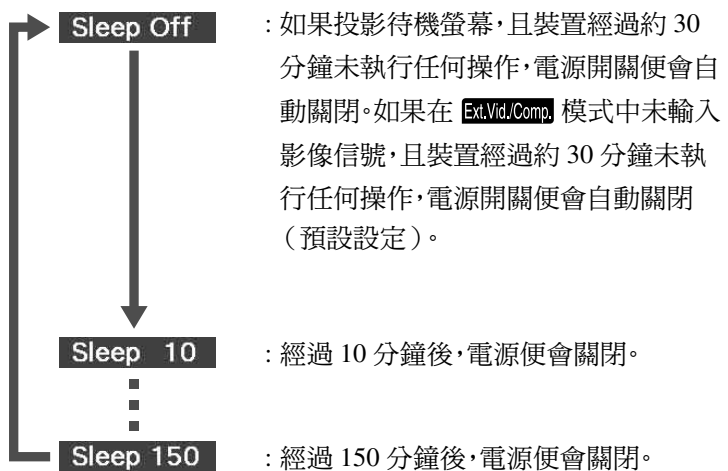 Sleep Off :如果投影待機螢幕,且裝置經過約 30
分鐘未執行任何操作,電源開關便會自
動關閉。如果在 Ext.Vid./Comp. 模式中未輸入
影像信號,且裝置經過約 30 分鐘未執
行任何操作,電源開關便會自動關閉
(預設設定)。
Sleep 10 :經過 10 分鐘後,電源便會關閉。
Sleep 150 :經過 150 分鐘後,電源便會關閉。